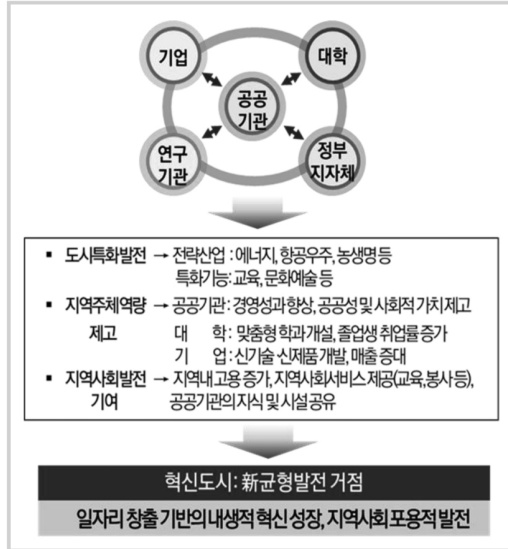 기업
대학
공공
기관
연구
기관
정부
지자체
▪ 도시특화발전 → 전략산업 : 에너지, 항공우주, 농생명 등
특화기능: 교육, 문화예술 등
▪ 지역주체역량 → 공공기관 : 경영성과 향상, 공공성 및 사회적 가치 제고
제고 대 학 : 맞춤형 학과 개설, 졸업생 취업률 증가
기 업 : 신기술 신제품 개발, 매출 증대
▪ 지역사회발전 → 지역내 고용 증가, 지역사회서비스 제공(교육,봉사 등),
기여 공공기관의 지식 및 시설 공유
혁신도시 : 新균형발전 거점
일자리 창출 기반의 내생적 혁신 성장, 지역사회 포용적 발전